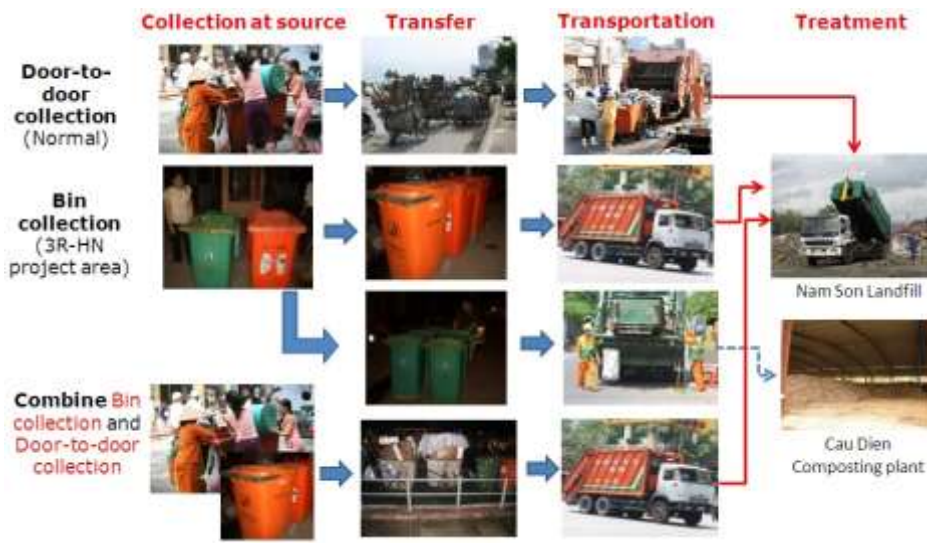 Collection at source
Transfer
Transportation
Treatment
Door-to-
door
collection
(Normal)
Bin
collection
(3R-HN
project area)
Nam Son Landfill
Combine Bin
collection and
Door-to-door
collection
Cau Dien
Composting plant